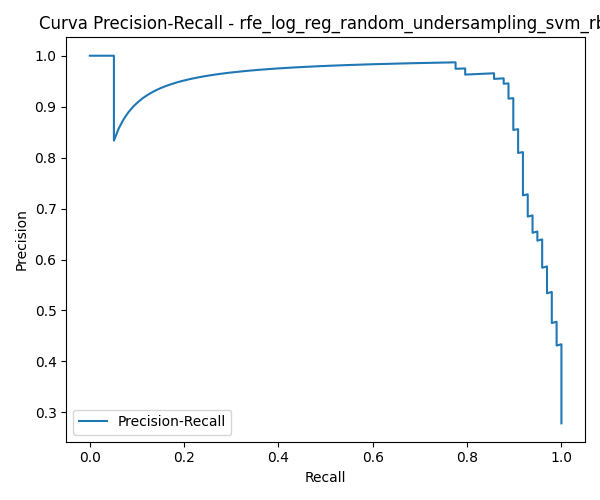 Curva Precision-Recall - rfe_log_reg_random_undersampling_svm_rb
1.0
0.9
0.8
0.7
0.6
0.5
0.4
0.3
Precision
Precision-Recall
0.0 0.2 0.4 0.6 0.8 1.0
Recall